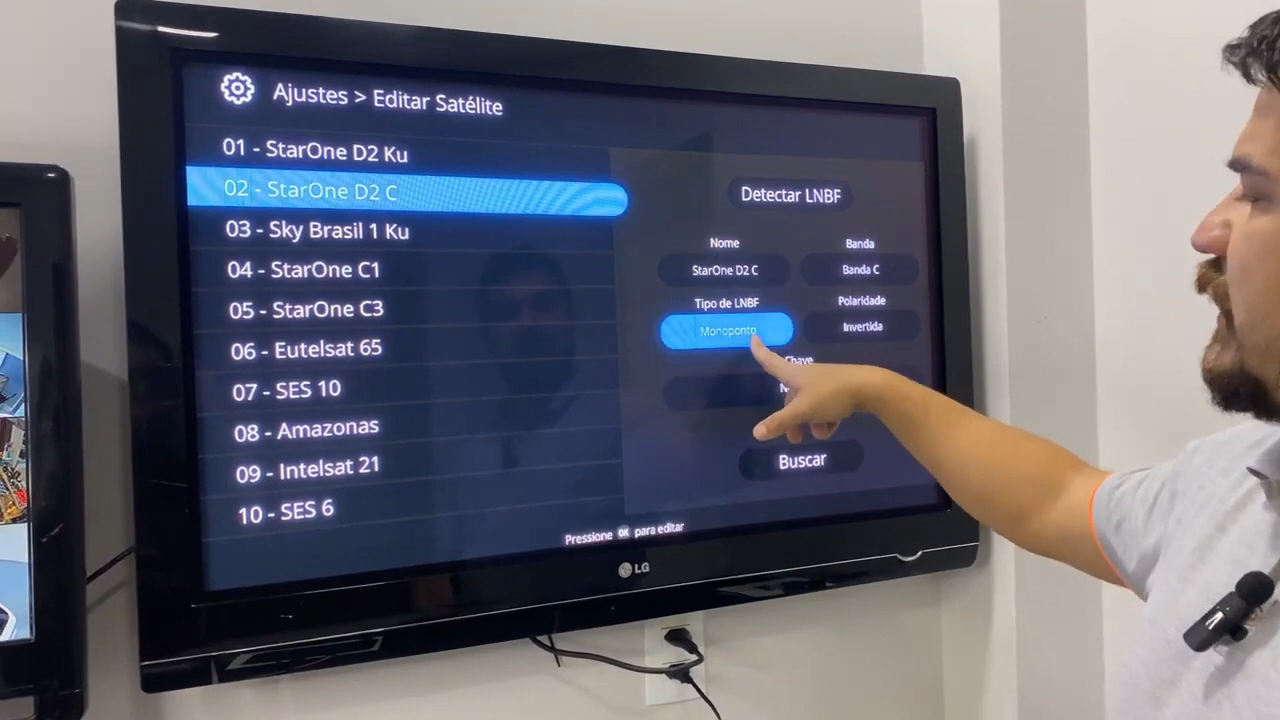 Ajustes > Editar Satélite
01 - StarOne D2 Ku
02 - StarOne D2 C
03 - Sky Brasil 1 Ku
04 - StarOne C1
05 - StarOne C3
06 - Eutelsat 65
07 - SES 10
08 - Amazonas
09 - Intelsat 21
10 - SES 6
Detectar LNBF
Nome Banda
StarOne D2 C Banda C
Tipo de LNBF Polaridade
Monoponto Invertida
Chave
Buscar
Pressione OK para editar
LG